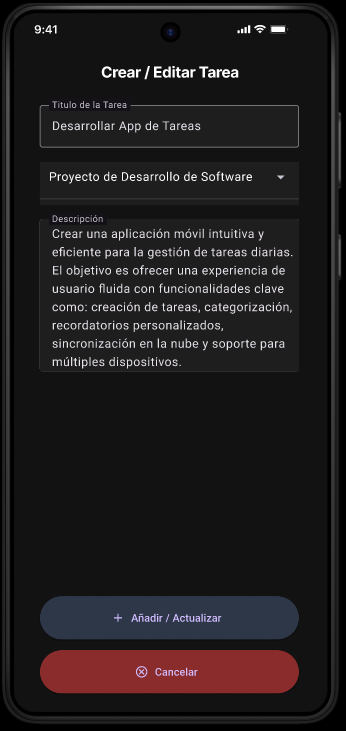 9:41
Crear / Editar Tarea
Titulo de la Tarea
Desarrollar App de Tareas
Proyecto de Desarrollo de Software
Descripción
Crear una aplicación móvil intuitiva y
eficiente para la gestión de tareas diarias.
El objetivo es ofrecer una experiencia de
usuario fluida con funcionalidades clave
como: creación de tareas, categorización,
recordatorios personalizados,
sincronización en la nube y soporte para
múltiples dispositivos.
Añadir / Actualizar
Cancelar